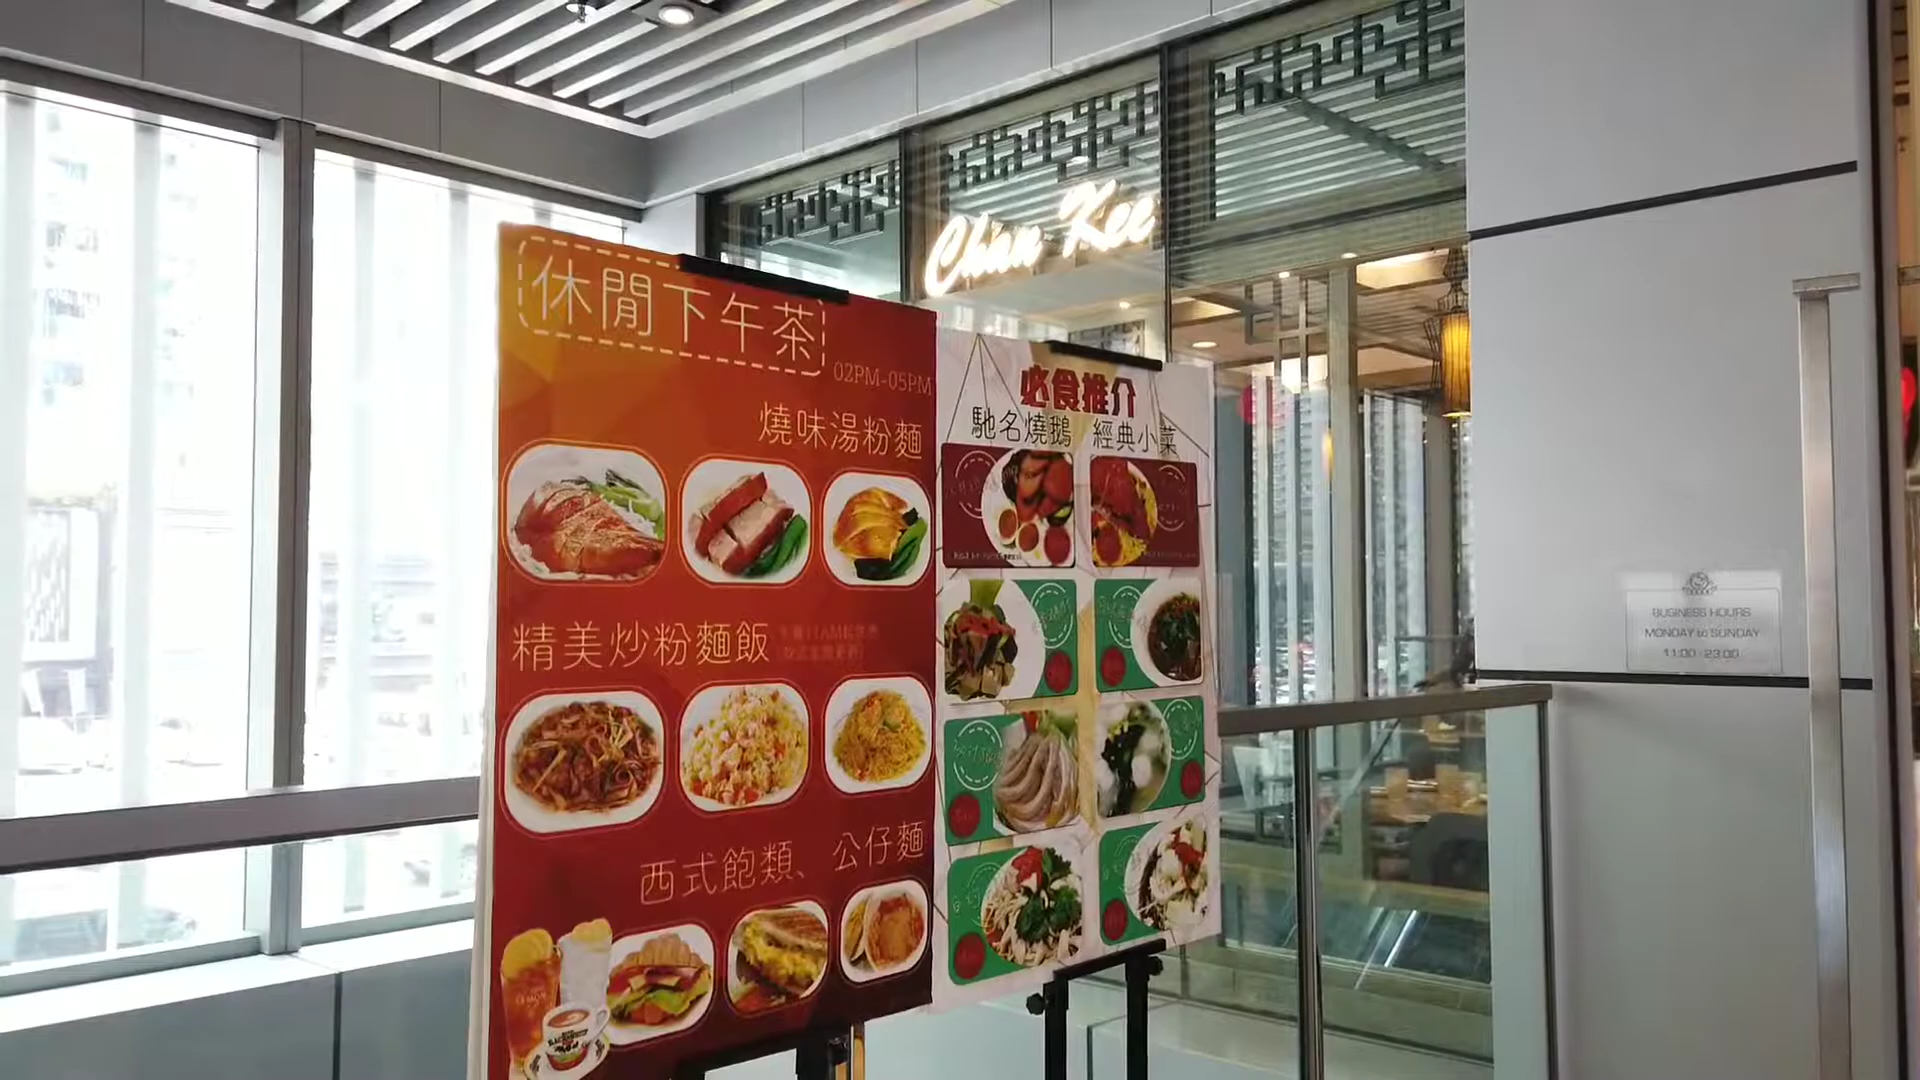 Chan Kee
休閒下午茶
02PM-05PM
燒味湯粉麵
精美炒粉麵飯
西式飽類、公仔麵
必食推介
馳名燒鵝 經典小菜
BUSINESS HOURS
MONDAY to SUNDAY
11:00 - 23:00